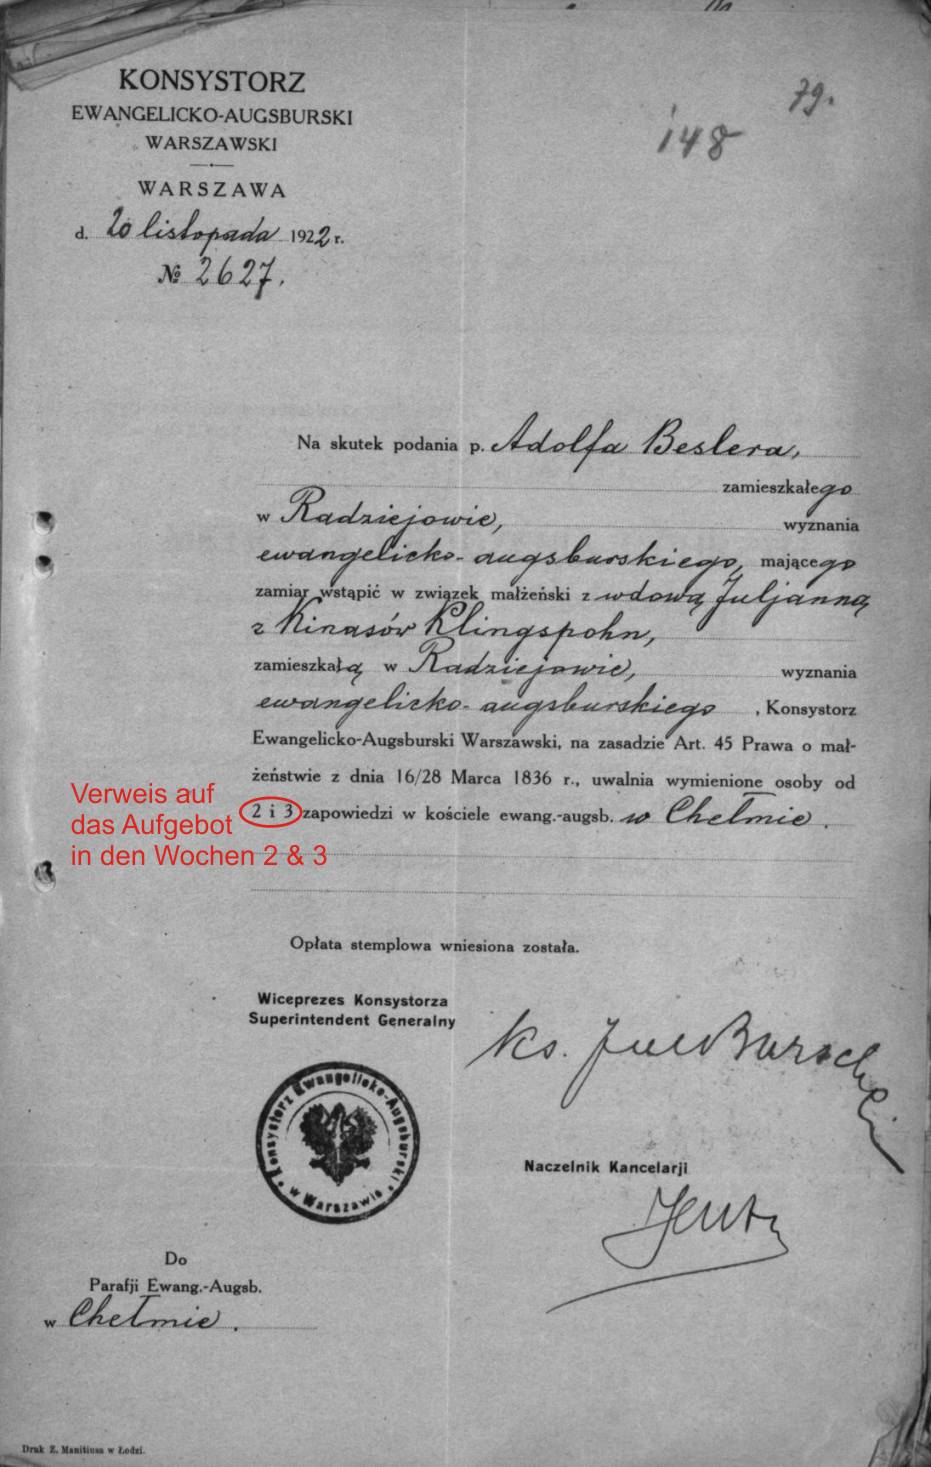 79.
148
KONSYSTORZ
EWANGELICKO-AUGSBURSKI
WARSZAWSKI
WARSZAWA
d. 20 listopada 1922 r.
№ 2627.
Na skutek podania p. Adolfa Beslera,
zamieszkałego
w Radziejowie, wyznania
ewangelicko-augsburskiego, mającego
zamiar wstąpić w związek małżeński z wdową Juljanną
z Kinasów Klingspohn,
zamieszkałą w Radziejowie, wyznania
ewangelicko-augsburskiego , Konsystorz
Ewangelicko-Augsburski Warszawski, na zasadzie Art. 45 Prawa o mał-
żeństwie z dnia 16/28 Marca 1836 r., uwalnia wymienione osoby od
2 i 3 zapowiedzi w kościele ewang.-augsb. w Chełmie.
Verweis auf
das Aufgebot
in den Wochen 2 & 3
Opłata stemplowa wniesiona została.
Wiceprezes Konsystorza
Superintendent Generalny
ks. Jul Bursche
Konsystorz Ewangelicko-Augsburski
w Warszawie
Naczelnik Kancelarji
Do
Parafji Ewang.-Augsb.
w Chełmie.
Druk Z. Manitiusa w Łodzi.